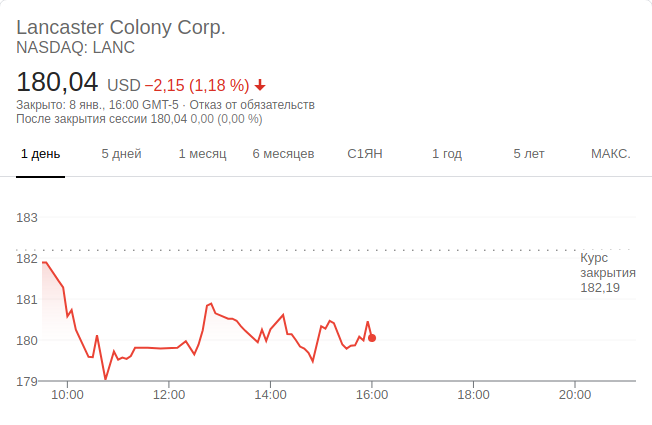 Lancaster Colony Corp.
NASDAQ: LANC
180,04 USD −2,15 (1,18 %)
Закрыто: 8 янв., 16:00 GMT-5 · Отказ от обязательств
После закрытия сессии 180,04 0,00 (0,00 %)
1 день 5 дней 1 месяц 6 месяцев С1ЯН 1 год 5 лет МАКС.
183
182
181
180
179
Курс
закрытия
182,19
10:00 12:00 14:00 16:00 18:00 20:00